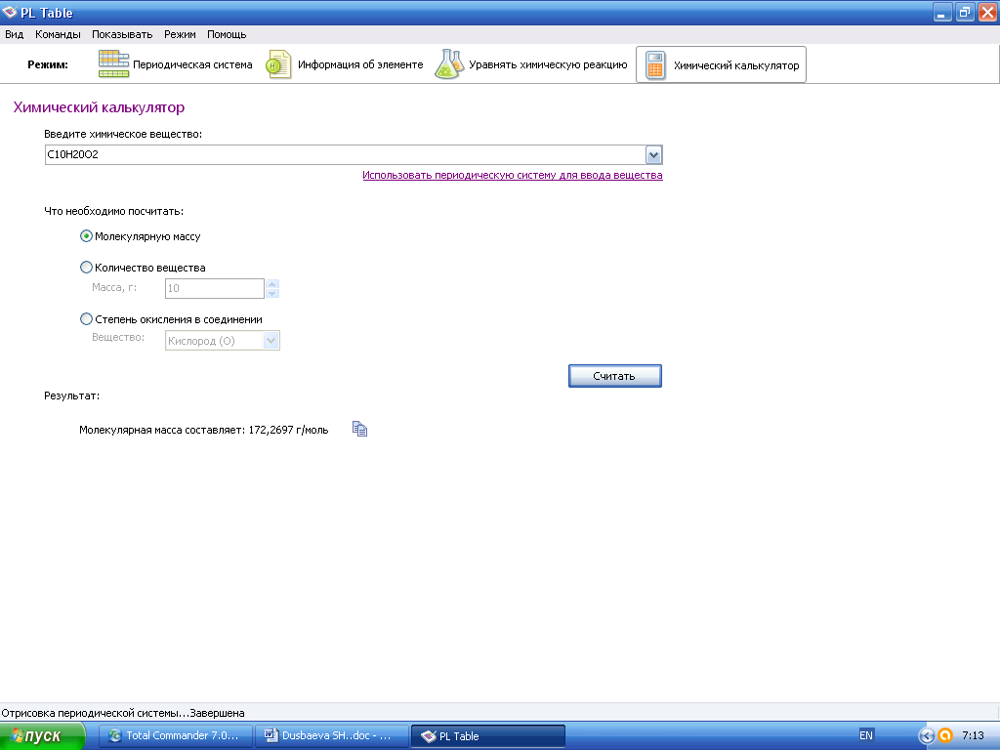 PL Table
Вид Команды Показывать Режим Помощь
Режим: Периодическая система Информация об элементе Уравнять химическую реакцию Химический калькулятор
Химический калькулятор
Введите химическое вещество:
C10H20O2
Использовать периодическую систему для ввода вещества
Что необходимо посчитать:
Молекулярную массу
Количество вещества
Масса, г: 10
Степень окисления в соединении
Вещество: Кислород (O)
Считать
Результат:
Молекулярная масса составляет: 172,2697 г/моль
Отрисовка периодической системы...Завершена
пуск Total Commander 7.0... Dusbaeva SH..doc - ... PL Table EN 7:13